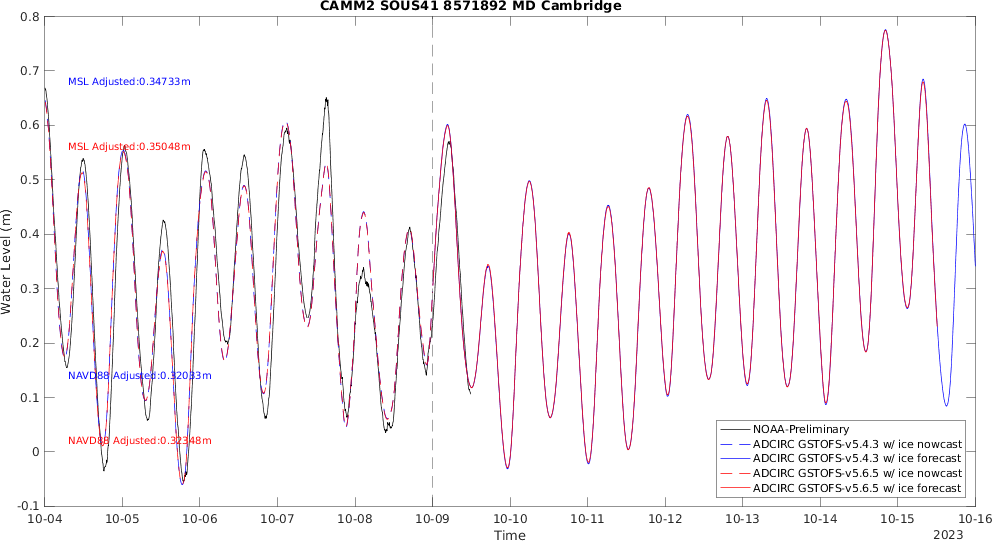 CAMM2 SOUS41 8571892 MD Cambridge
0.8
0.7
0.6
0.5
0.4
0.3
0.2
0.1
0
-0.1
Water Level (m)
MSL Adjusted:0.34733m
MSL Adjusted:0.35048m
NAVD88 Adjusted:0.32033m
NAVD88 Adjusted:0.32348m
NOAA-Preliminary
ADCIRC GSTOFS-v5.4.3 w/ ice nowcast
ADCIRC GSTOFS-v5.4.3 w/ ice forecast
ADCIRC GSTOFS-v5.6.5 w/ ice nowcast
ADCIRC GSTOFS-v5.6.5 w/ ice forecast
10-04 10-05 10-06 10-07 10-08 10-09 10-10 10-11 10-12 10-13 10-14 10-15 10-16
Time
2023